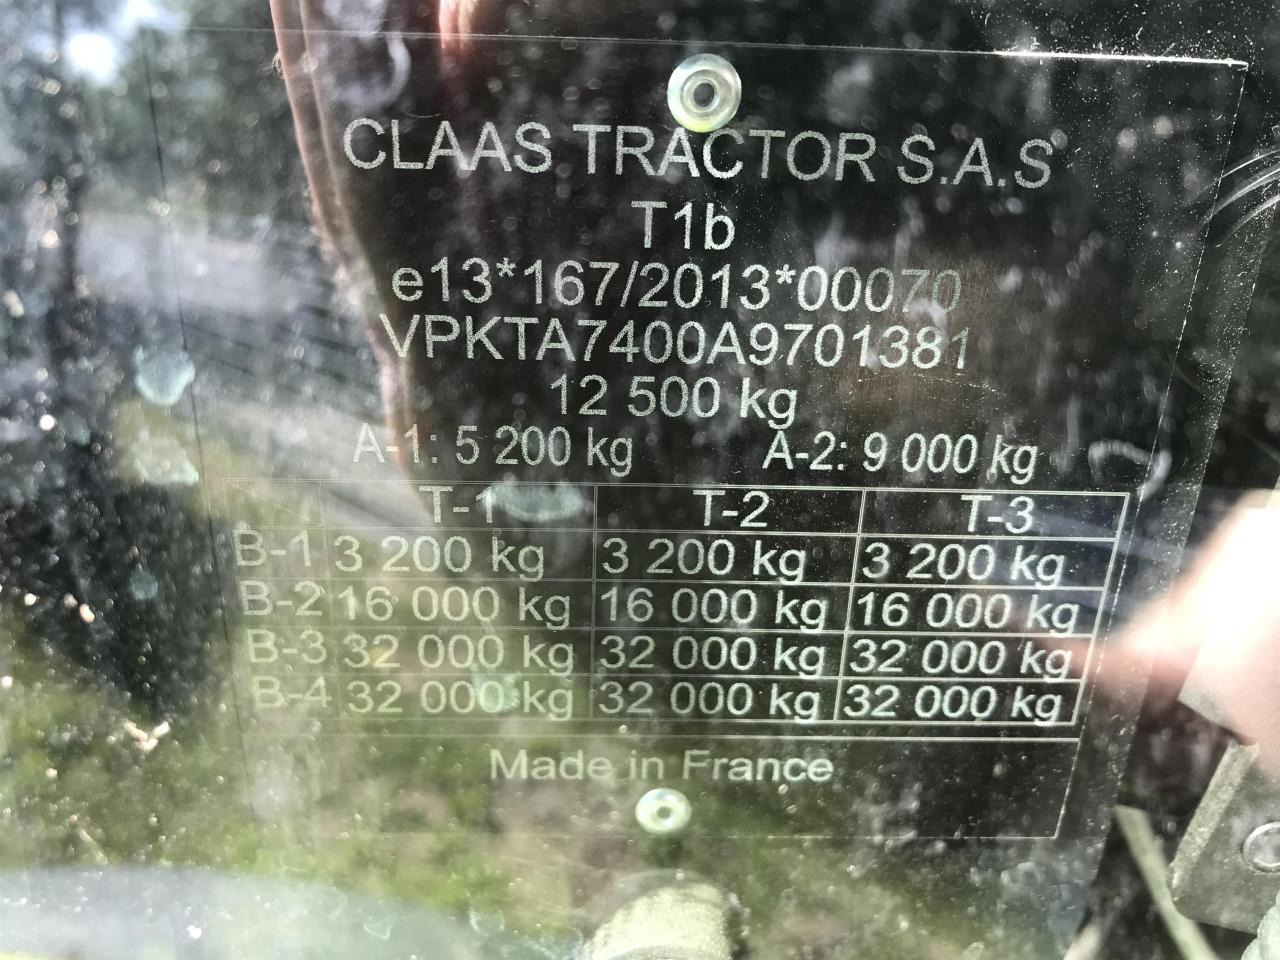 CLAAS TRACTOR S.A.S
T1b
e13*167/2013*00070
VPKTA7400A9701381
12 500 kg
A-1: 5 200 kg A-2: 9 000 kg
T-1 T-2 T-3
B-1 3 200 kg 3 200 kg 3 200 kg
B-2 16 000 kg 16 000 kg 16 000 kg
B-3 32 000 kg 32 000 kg 32 000 kg
B-4 32 000 kg 32 000 kg 32 000 kg
Made in France